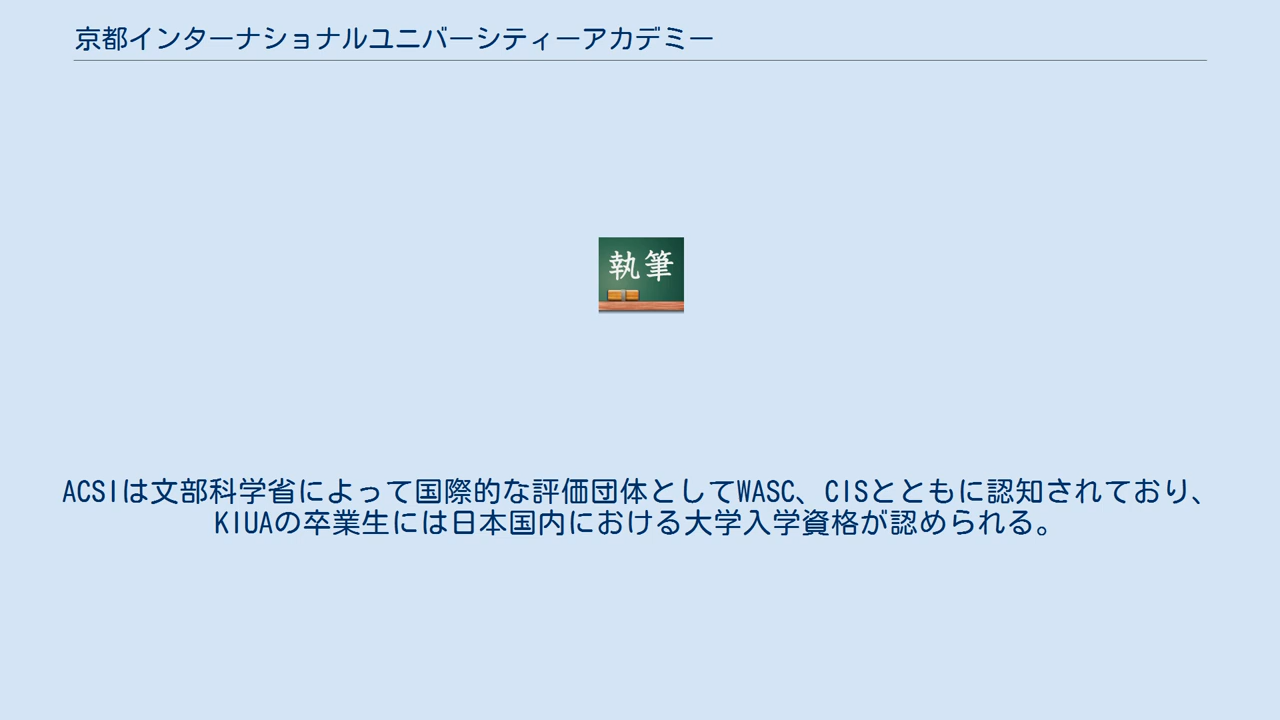 京都インターナショナルユニバーシティーアカデミー
執筆
ACSIは文部科学省によって国際的な評価団体としてWASC、CISとともに認知されており、
KIUAの卒業生には日本国内における大学入学資格が認められる。